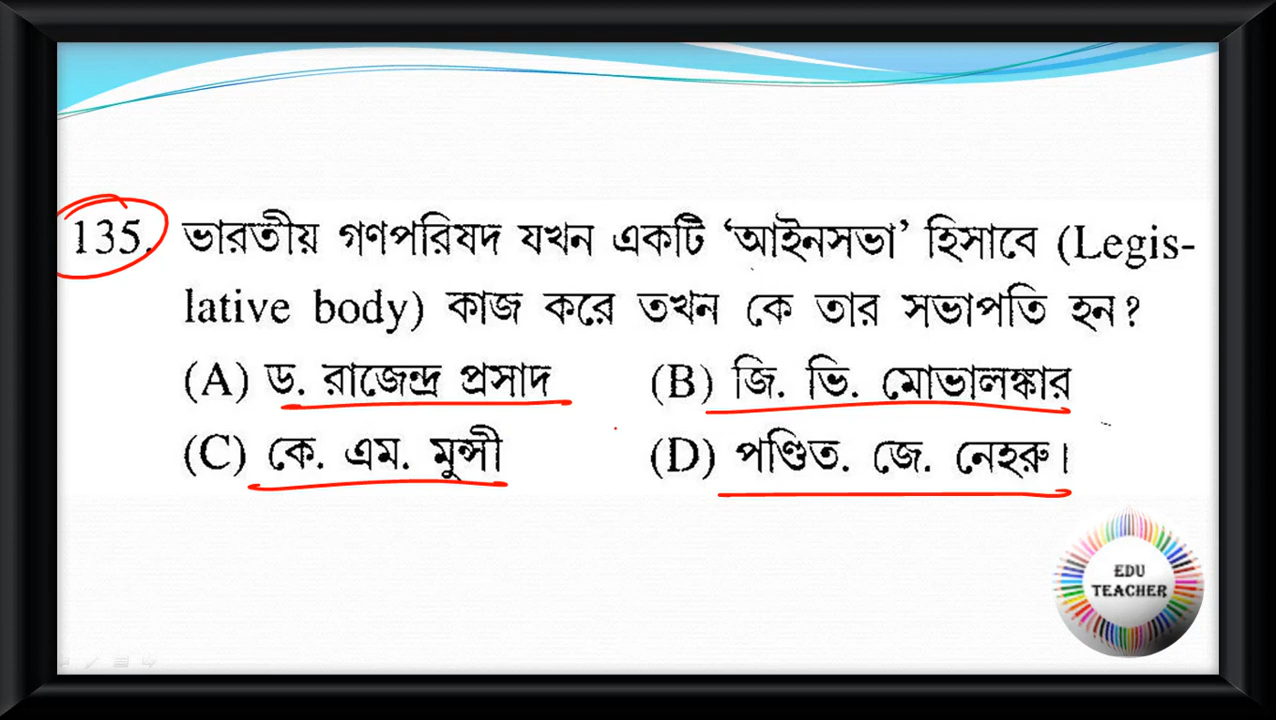 135. ভারতীয় গণপরিষদ যখন একটি ‘আইনসভা’ হিসাবে (Legis-
lative body) কাজ করে তখন কে তার সভাপতি হন?
(A) ড. রাজেন্দ্র প্রসাদ (B) জি. ভি. মোভালঙ্কার
(C) কে. এম. মুন্সী (D) পণ্ডিত. জে. নেহরু।
EDU
TEACHER